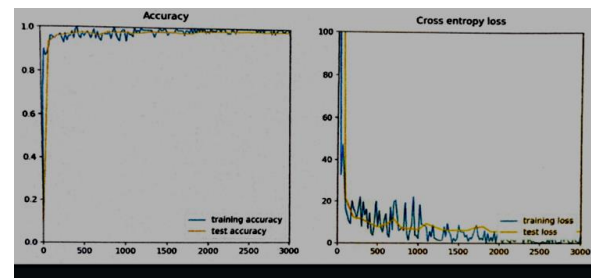 Accuracy
1.0
0.8
0.6
0.4
0.2
0.0
0 500 1000 1500 2000 2500 3000
training accuracy
test accuracy
Cross entropy loss
100
80
60
40
20
0
0 500 1000 1500 2000 2500 3000
training loss
test loss